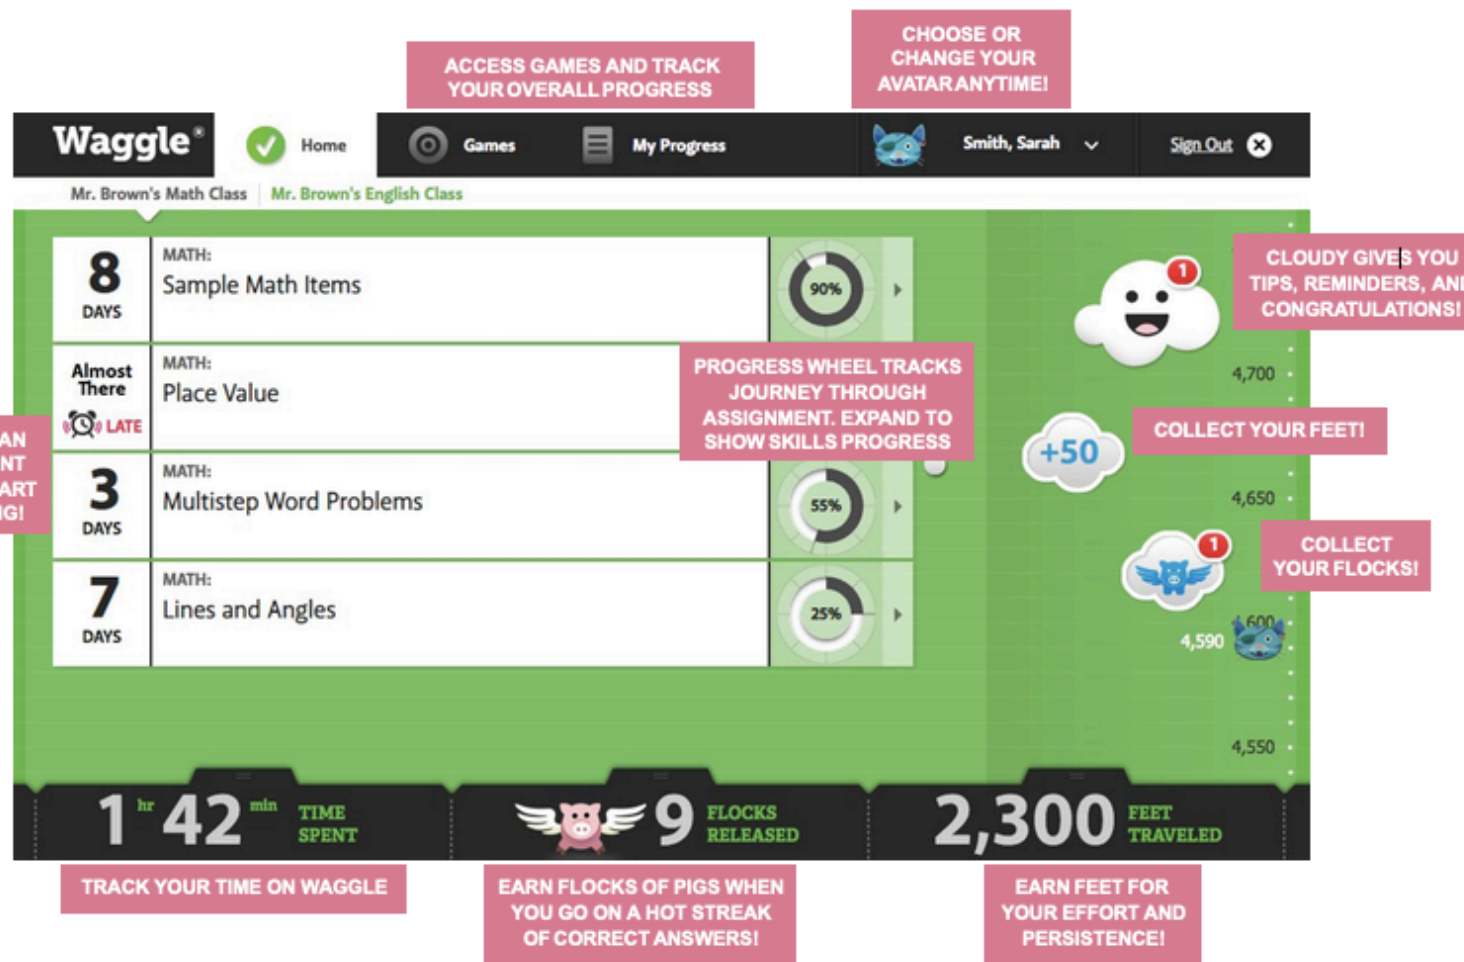 CHOOSE OR
CHANGE YOUR
AVATAR ANYTIME!
ACCESS GAMES AND TRACK
YOUR OVERALL PROGRESS
Waggle®
Home
Games
My Progress
Smith, Sarah
Sign Out
Mr. Brown's Math Class
Mr. Brown's English Class
8
DAYS
MATH:
Sample Math Items
90%
1
CLOUDY GIVES YOU
TIPS, REMINDERS, AND
CONGRATULATIONS!
Almost
There
LATE
MATH:
Place Value
PROGRESS WHEEL TRACKS
JOURNEY THROUGH
ASSIGNMENT. EXPAND TO
SHOW SKILLS PROGRESS
4,700
+50
COLLECT YOUR FEET!
AN
NT
ART
NG!
3
DAYS
MATH:
Multistep Word Problems
55%
4,650
1
COLLECT
YOUR FLOCKS!
7
DAYS
MATH:
Lines and Angles
25%
4,600
4,590
4,550
1 hr 42 min TIME
SPENT
9 FLOCKS
RELEASED
2,300 FEET
TRAVELED
TRACK YOUR TIME ON WAGGLE
EARN FLOCKS OF PIGS WHEN
YOU GO ON A HOT STREAK
OF CORRECT ANSWERS!
EARN FEET FOR
YOUR EFFORT AND
PERSISTENCE!